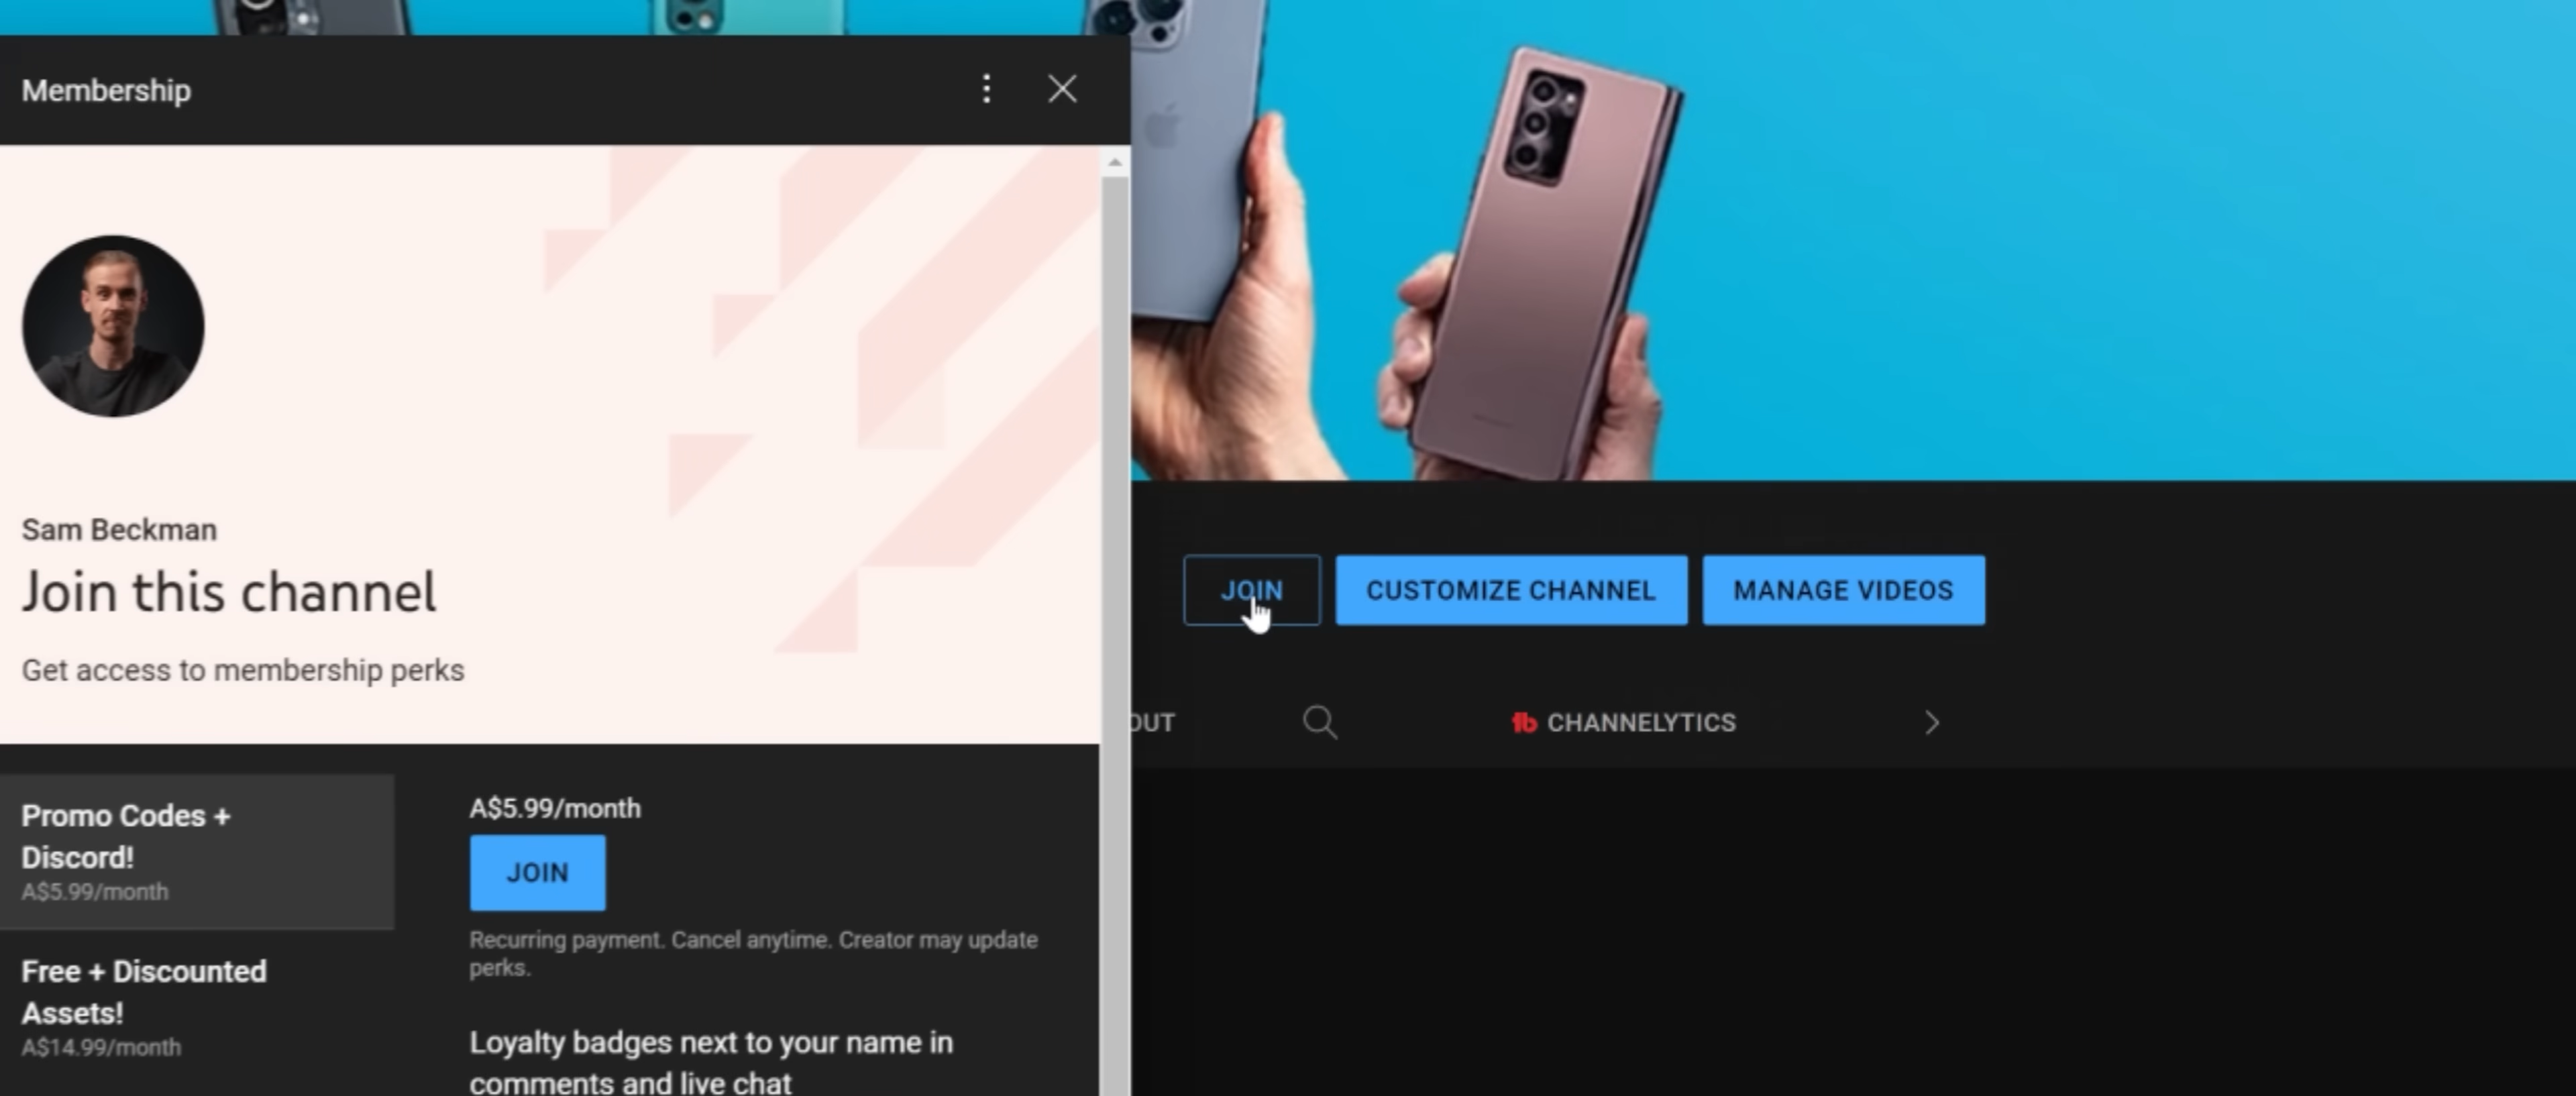 Membership
Sam Beckman
Join this channel
Get access to membership perks
JOIN
CUSTOMIZE CHANNEL
MANAGE VIDEOS
OUT
CHANNELYTICS
Promo Codes +
Discord!
A$5.99/month
Free + Discounted
Assets!
A$14.99/month
A$5.99/month
JOIN
Recurring payment. Cancel anytime. Creator may update
perks.
Loyalty badges next to your name in
comments and live chat